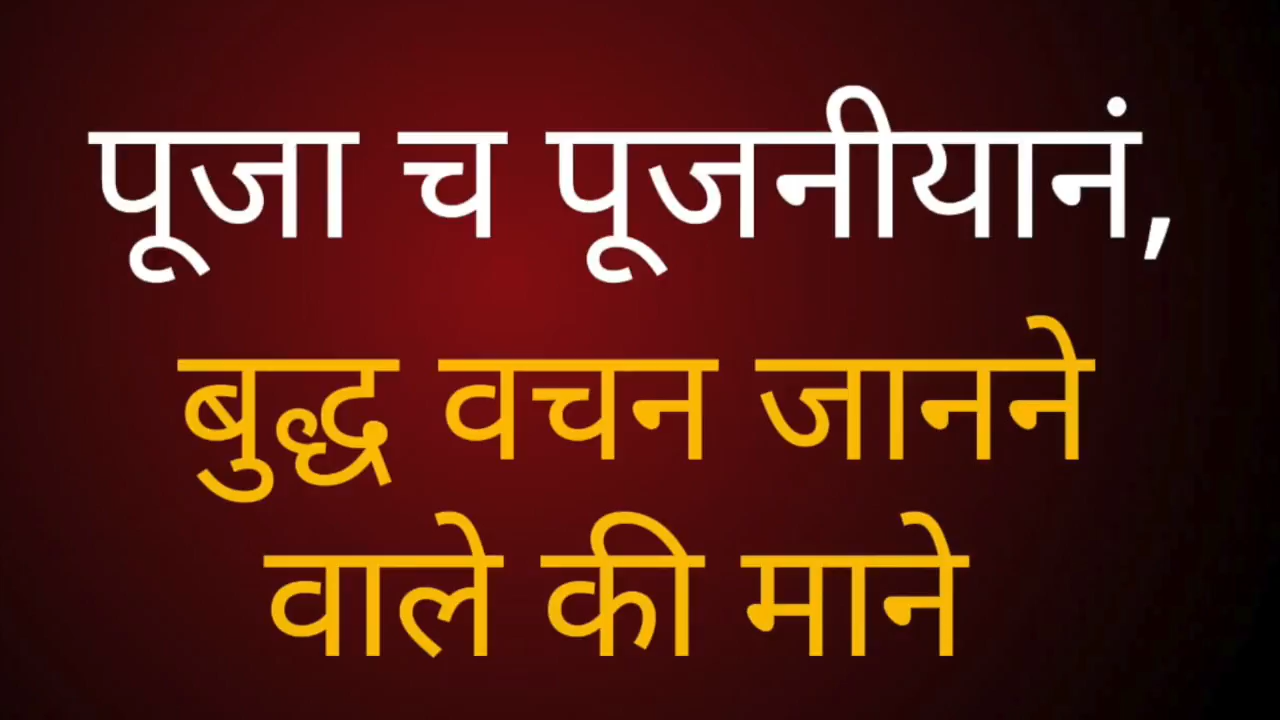 पूजा च पूजनीयानं,
बुद्ध वचन जानने
वाले की माने